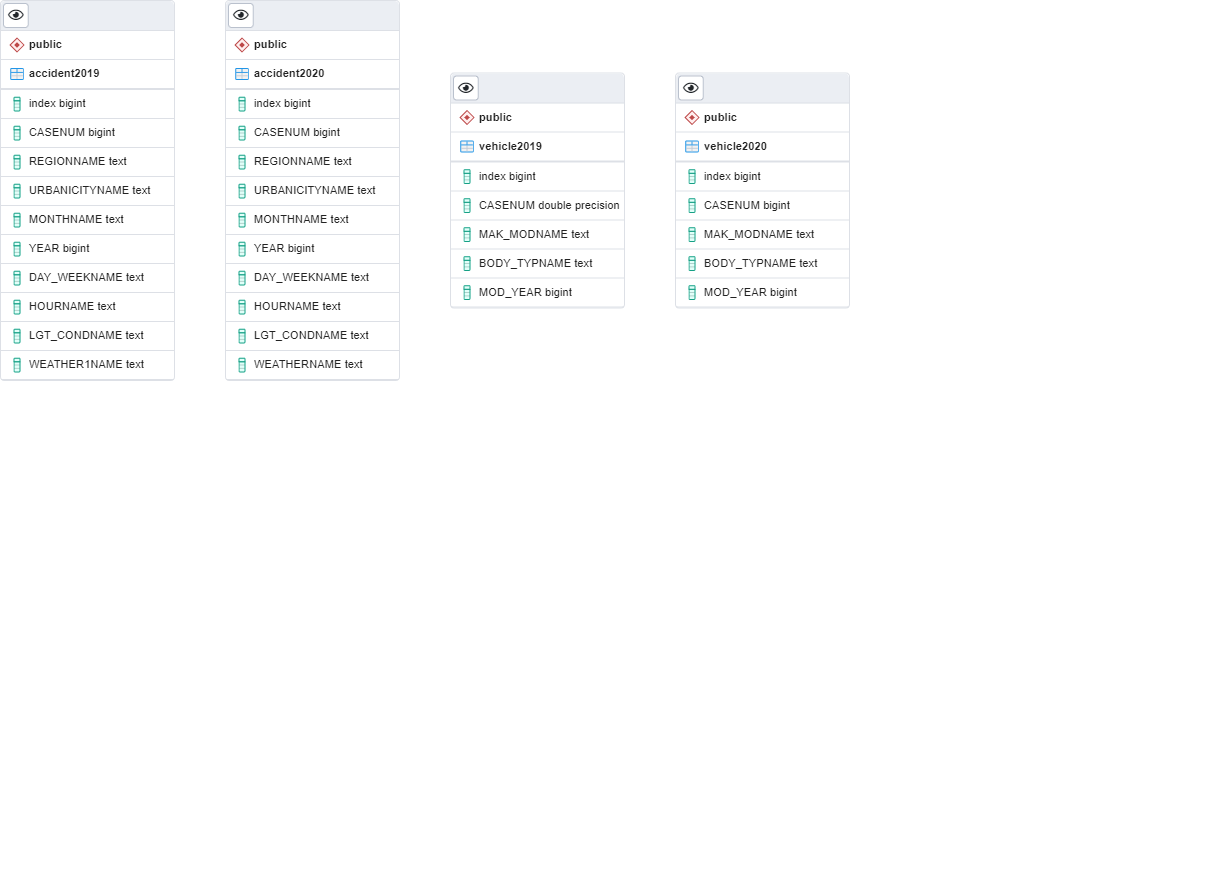 public
accident2019
index bigint
CASENUM bigint
REGIONNAME text
URBANICITYNAME text
MONTHNAME text
YEAR bigint
DAY_WEEKNAME text
HOURNAME text
LGT_CONDNAME text
WEATHER1NAME text
public
accident2020
index bigint
CASENUM bigint
REGIONNAME text
URBANICITYNAME text
MONTHNAME text
YEAR bigint
DAY_WEEKNAME text
HOURNAME text
LGT_CONDNAME text
WEATHERNAME text
public
vehicle2019
index bigint
CASENUM double precision
MAK_MODNAME text
BODY_TYPNAME text
MOD_YEAR bigint
public
vehicle2020
index bigint
CASENUM bigint
MAK_MODNAME text
BODY_TYPNAME text
MOD_YEAR bigint